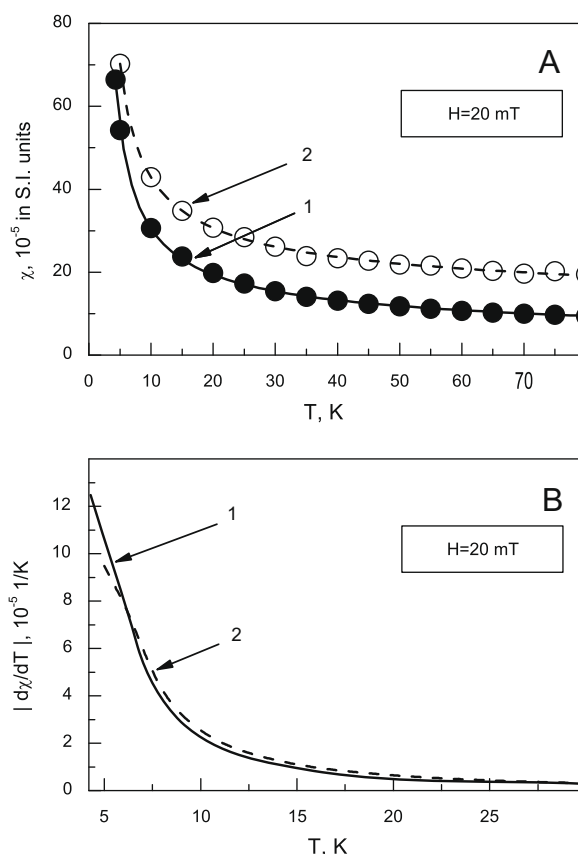 80
A
H=20 mT
60
2
40
1
20
0
χ, 10⁻⁵ in S.I. units
0 10 20 30 40 50 60 70
T, K
B
12
1
H=20 mT
10
8
2
6
4
2
0
| dχ/dT |, 10⁻⁵ 1/K
5 10 15 20 25
T, K